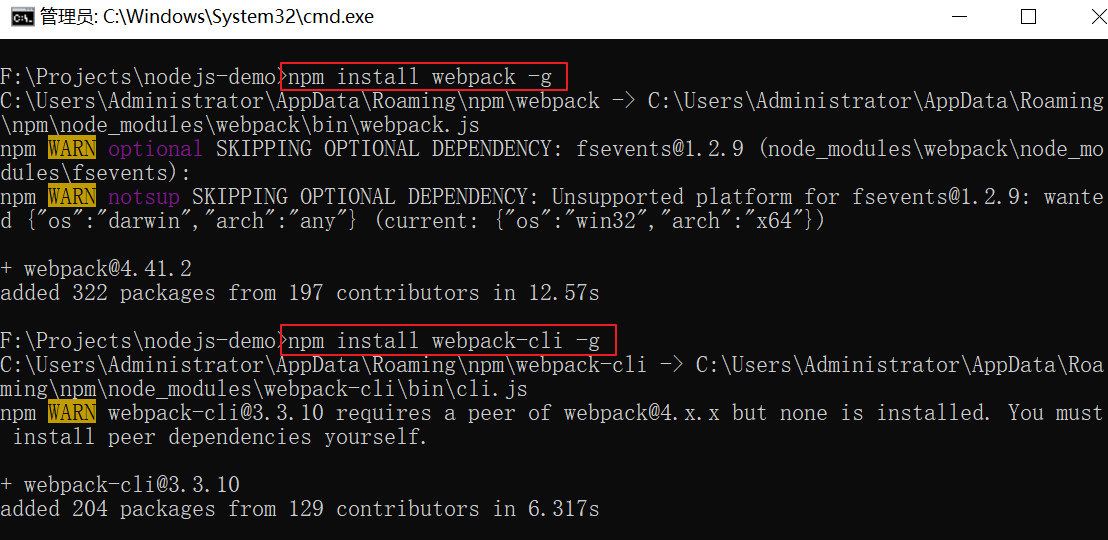 管理员: C:\Windows\System32\cmd.exe
F:\Projects\nodejs-demo>npm install webpack -g
C:\Users\Administrator\AppData\Roaming\npm\webpack -> C:\Users\Administrator\AppData\Roaming
\npm\node_modules\webpack\bin\webpack.js
npm WARN optional SKIPPING OPTIONAL DEPENDENCY: fsevents@1.2.9 (node_modules\webpack\node_mo
dules\fsevents):
npm WARN notsup SKIPPING OPTIONAL DEPENDENCY: Unsupported platform for fsevents@1.2.9: wante
d {"os":"darwin","arch":"any"} (current: {"os":"win32","arch":"x64"})
+ webpack@4.41.2
added 322 packages from 197 contributors in 12.57s
F:\Projects\nodejs-demo>npm install webpack-cli -g
C:\Users\Administrator\AppData\Roaming\npm\webpack-cli -> C:\Users\Administrator\AppData\Roa
ming\npm\node_modules\webpack-cli\bin\cli.js
npm WARN webpack-cli@3.3.10 requires a peer of webpack@4.x.x but none is installed. You must
 install peer dependencies yourself.
+ webpack-cli@3.3.10
added 204 packages from 129 contributors in 6.317s